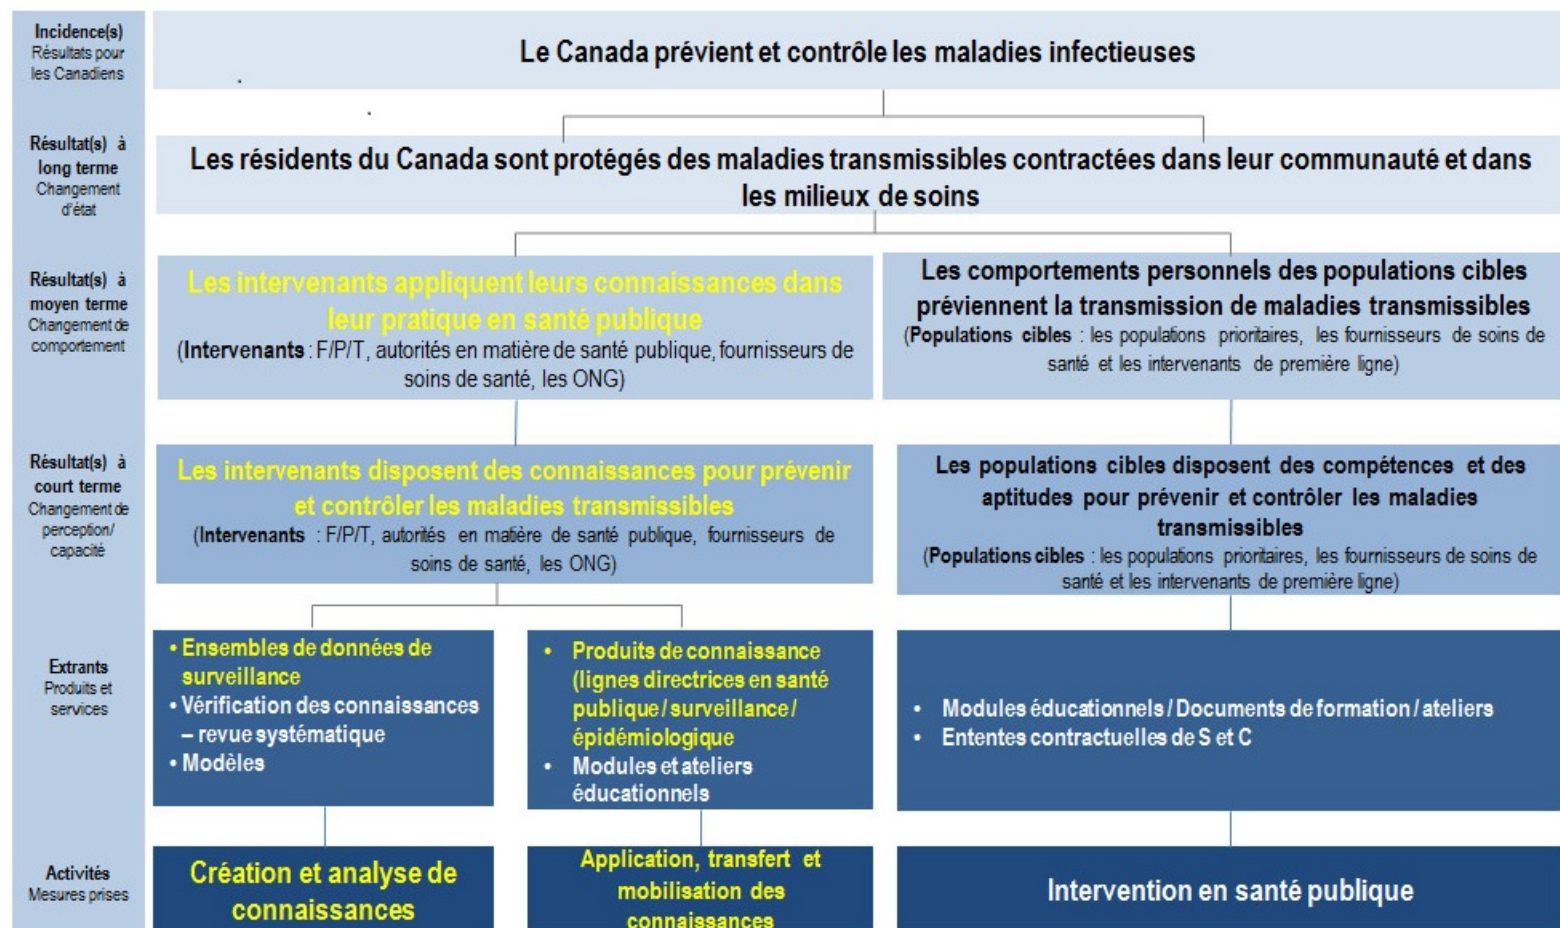 Incidence(s)
Résultats pour
les Canadiens
Le Canada prévient et contrôle les maladies infectieuses
Résultat(s) à
long terme
Changement
d'état
Les résidents du Canada sont protégés des maladies transmissibles contractées dans leur communauté et dans
les milieux de soins
Résultat(s) à
moyen terme
Changement de
comportement
Les intervenants appliquent leurs connaissances dans
leur pratique en santé publique
(Intervenants : F/P/T, autorités en matière de santé publique, fournisseurs de
soins de santé, les ONG)
Les comportements personnels des populations cibles
préviennent la transmission de maladies transmissibles
(Populations cibles : les populations prioritaires, les fournisseurs de soins de
santé et les intervenants de première ligne)
Résultat(s) à
court terme
Changement de
perception/
capacité
Les intervenants disposent des connaissances pour prévenir
et contrôler les maladies transmissibles
(Intervenants : F/P/T, autorités en matière de santé publique, fournisseurs de
soins de santé, les ONG)
Les populations cibles disposent des compétences et des
aptitudes pour prévenir et contrôler les maladies
transmissibles
(Populations cibles : les populations prioritaires, les fournisseurs de soins de
santé et les intervenants de première ligne)
Extrants
Produits et
services
• Ensembles de données de
surveillance
• Vérification des connaissances
– revue systématique
• Modèles
• Produits de connaissance
(lignes directrices en santé
publique / surveillance /
épidémiologique
• Modules et ateliers
éducationnels
• Modules éducationnels / Documents de formation / ateliers
• Ententes contractuelles de S et C
Activités
Mesures prises
Création et analyse de
connaissances
Application, transfert et
mobilisation des
connaissances
Intervention en santé publique